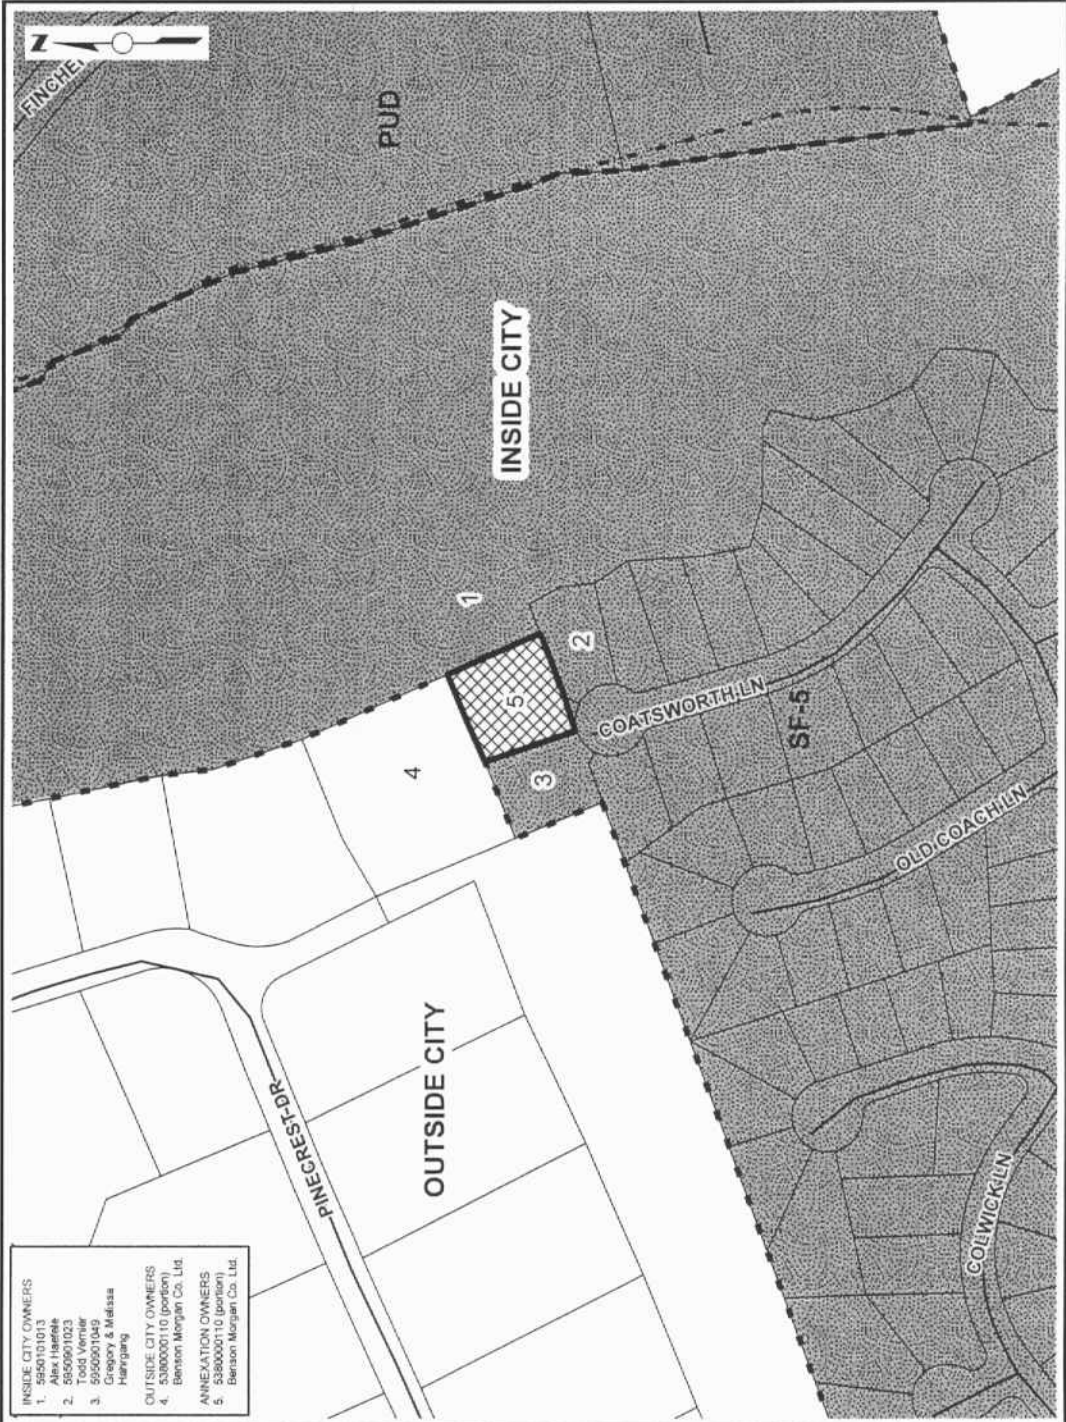 INSIDE CITY OWNERS
1. 5950101013
Alex Haefele
2. 5950901023
Todd Vernier
3. 5950901049
Gregory & Melissa
Hahrgang
OUTSIDE CITY OWNERS
4. 5380000110 (portion)
Benson Morgan Co. Ltd.
ANNEXATION OWNERS
5. 5380000110 (portion)
Benson Morgan Co. Ltd.
PINECREST DR
OUTSIDE CITY
COLWICK LN
OLD COACH LN
4
3
5
2
1
COATSWORTH LN
SF-5
INSIDE CITY
PUD
Z